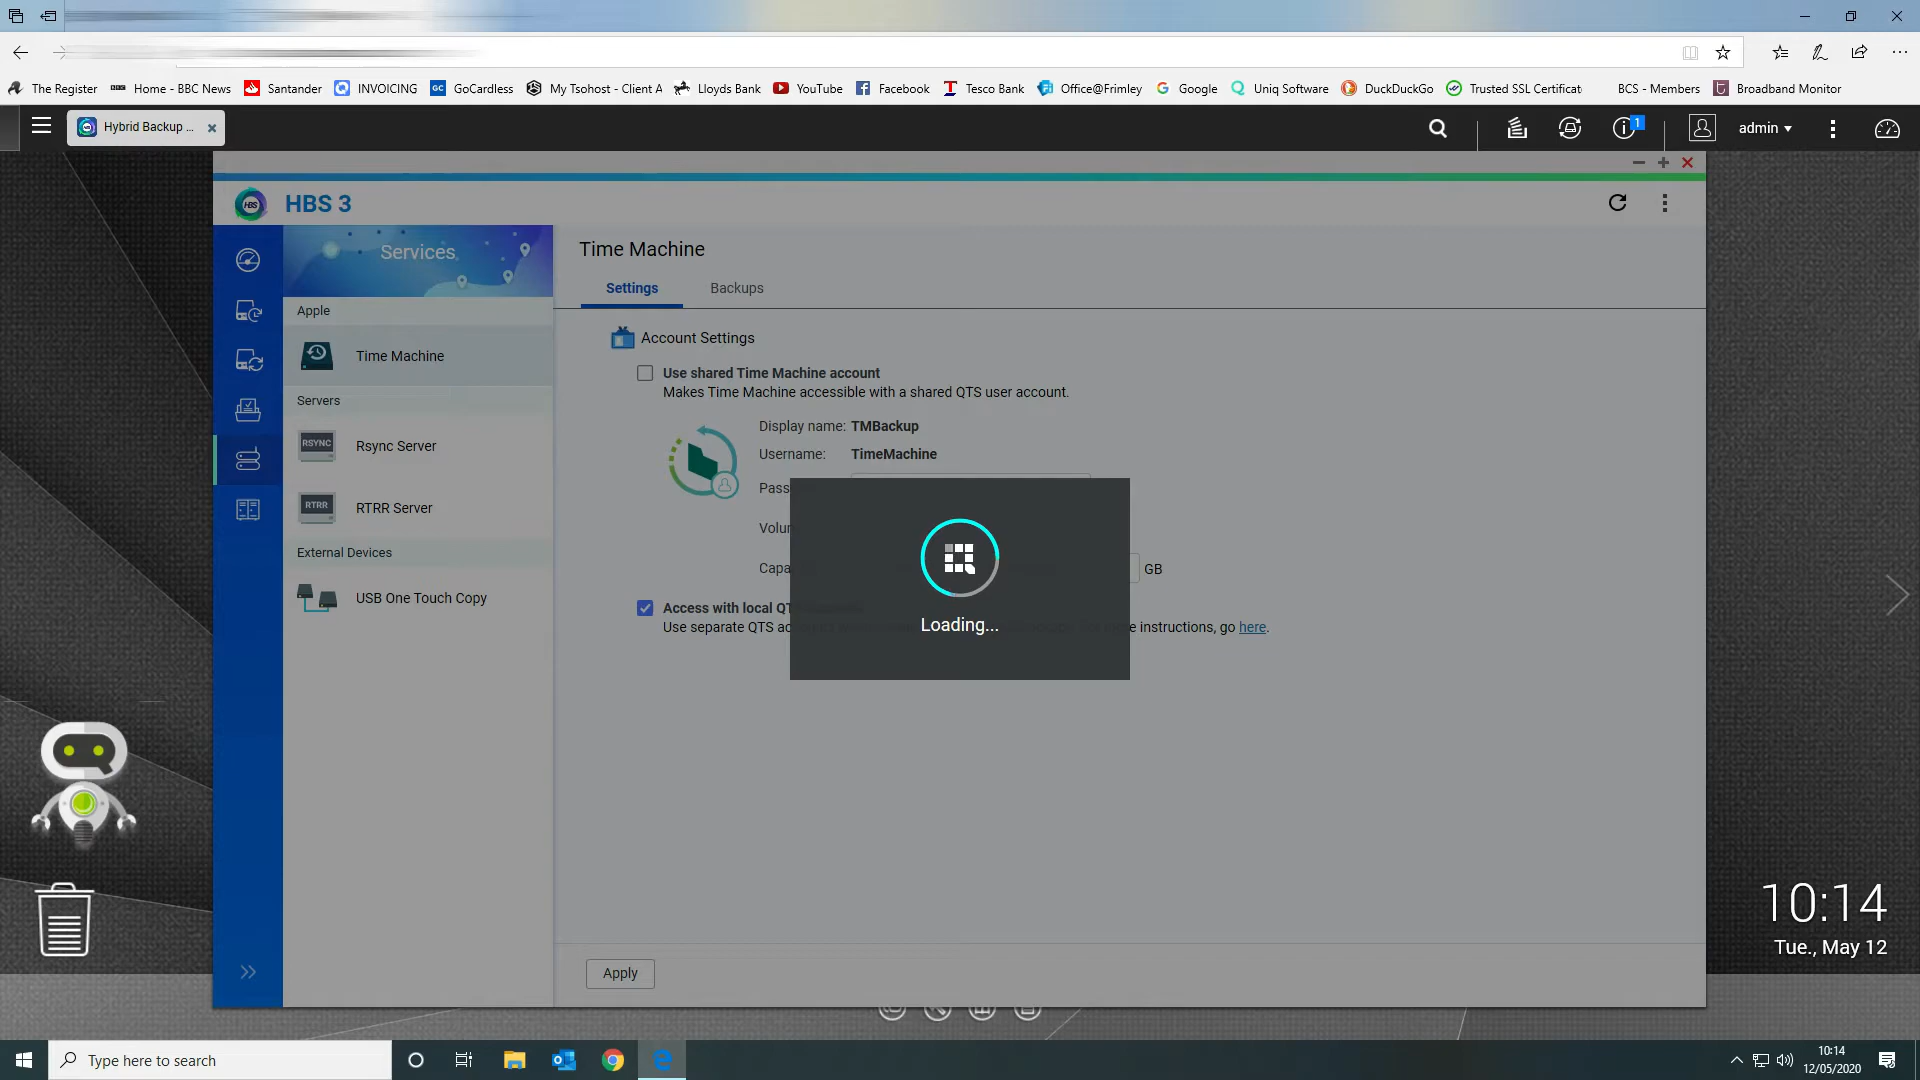 The Register
Home - BBC News
Santander
INVOICING
GC
GoCardless
My Tsohost - Client A
Lloyds Bank
YouTube
Facebook
Tesco Bank
Office@Frimley
Google
Uniq Software
DuckDuckGo
Trusted SSL Certificat
BCS - Members
Broadband Monitor
Hybrid Backup ...
1
admin
HBS
HBS 3
Services
Time Machine
Settings
Backups
Apple
Account Settings
Time Machine
Use shared Time Machine account
Makes Time Machine accessible with a shared QTS user account.
Servers
Display name: TMBackup
RSYNC
Rsync Server
Username: TimeMachine
Pass
RTRR
RTRR Server
Volu
External Devices
Capa
GB
USB One Touch Copy
Access with local QT
Loading...
Use separate QTS ac
instructions, go here.
10:14
Tue., May 12
Apply
Type here to search
10:14
12/05/2020